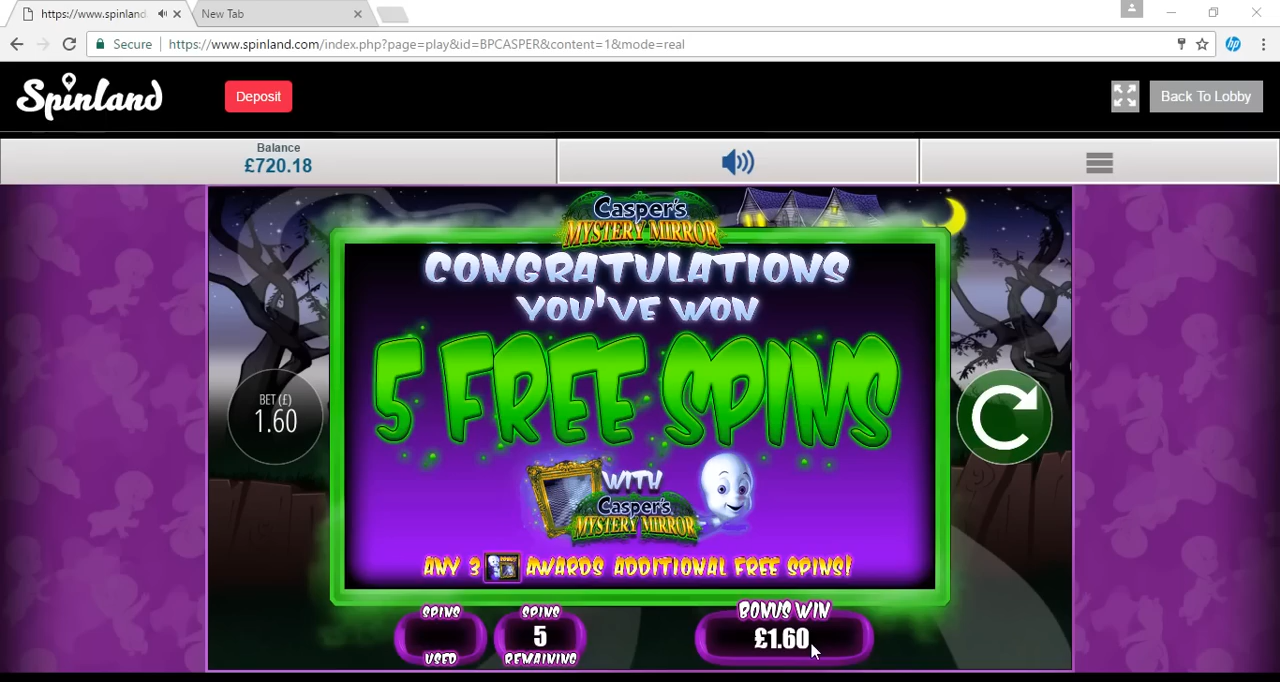 https://www.spinland.
New Tab
Secure
https://www.spinland.com/index.php?page=play&id=BPCASPER&content=1&mode=real
hp
Spinland
Deposit
Back To Lobby
Balance
£720.18
Casper's
MYSTERY MIRROR
CONGRATULATIONS
YOU'VE WON
5 FREE SPINS
BET (£)
1.60
WITH
Casper's
MYSTERY MIRROR
ANY 3 BONUS AWARDS ADDITIONAL FREE SPINS!
SPINS
USED
SPINS
5
REMAINING
BONUS WIN
£1.60